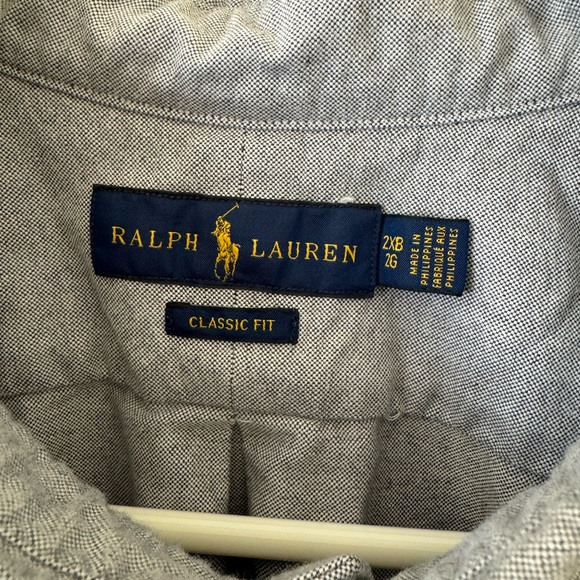 RALPH LAUREN
2XB
2G
MADE IN
PHILIPPINES
FABRIQUÉ AUX
PHILIPPINES
CLASSIC FIT